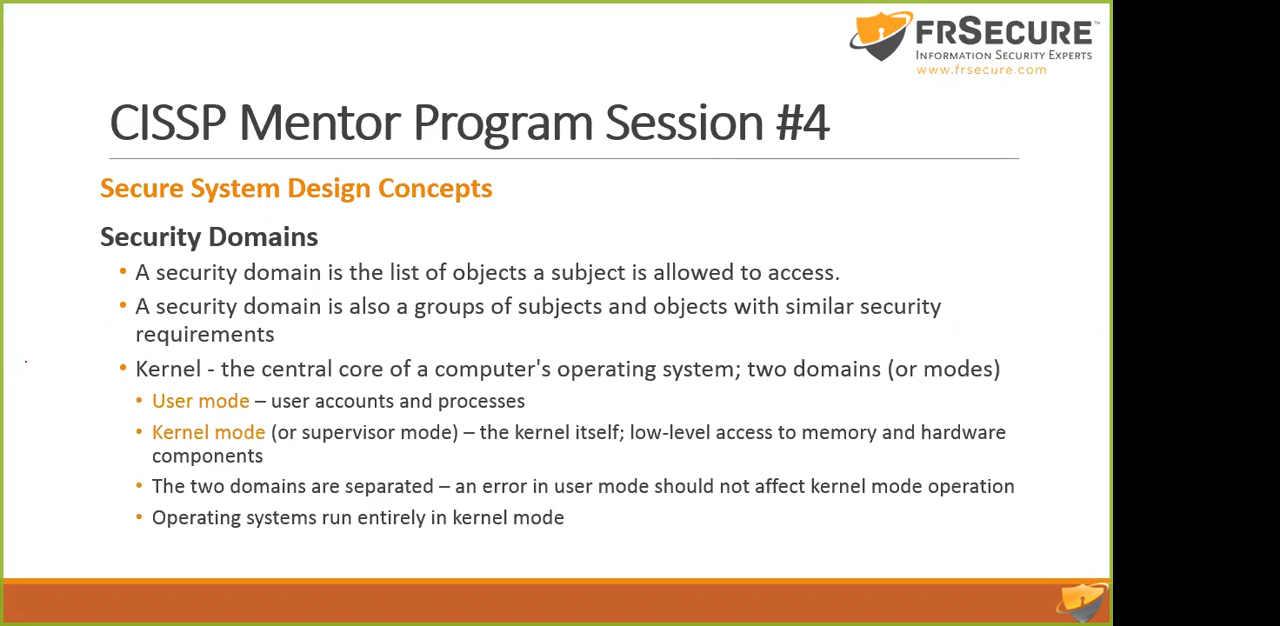 FRSECURE™
INFORMATION SECURITY EXPERTS
www.frsecure.com
CISSP Mentor Program Session #4
Secure System Design Concepts
Security Domains
• A security domain is the list of objects a subject is allowed to access.
• A security domain is also a groups of subjects and objects with similar security
requirements
• Kernel - the central core of a computer's operating system; two domains (or modes)
• User mode – user accounts and processes
• Kernel mode (or supervisor mode) – the kernel itself; low-level access to memory and hardware
components
• The two domains are separated – an error in user mode should not affect kernel mode operation
• Operating systems run entirely in kernel mode